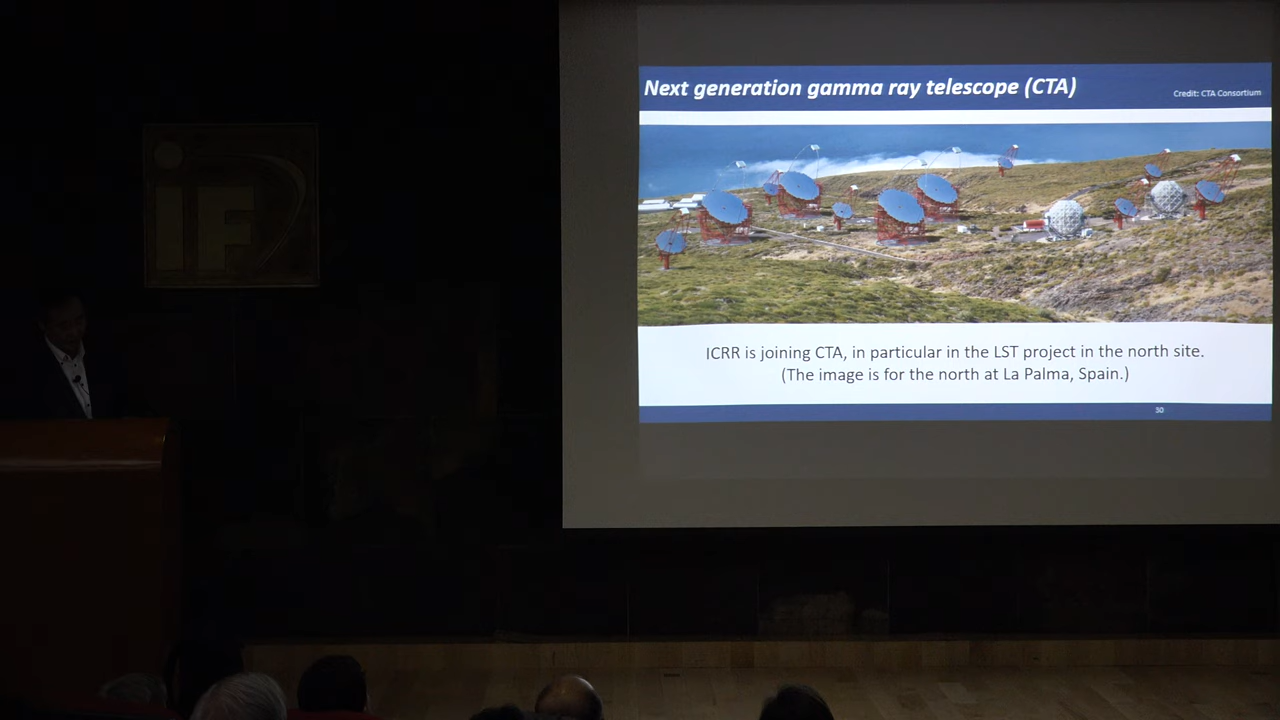 Next generation gamma ray telescope (CTA)
Credit: CTA Consortium
ICRR is joining CTA, in particular in the LST project in the north site.
(The image is for the north at La Palma, Spain.)
30
iF